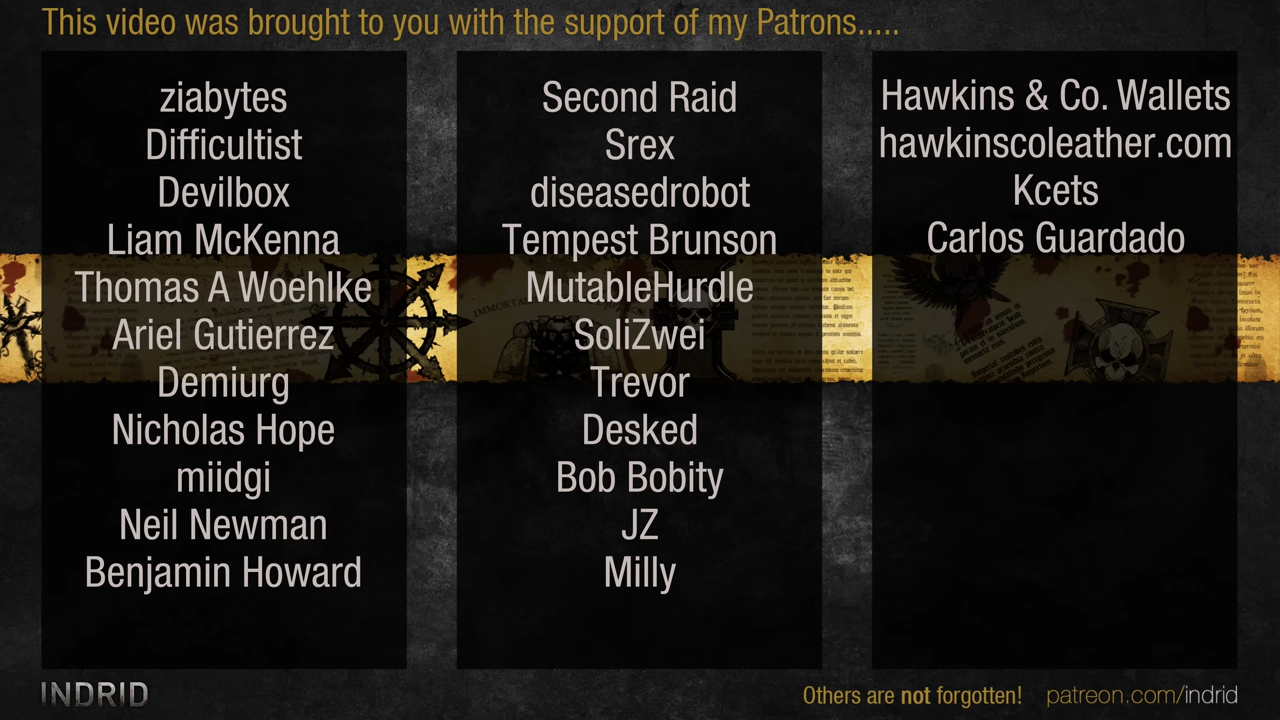 This video was brought to you with the support of my Patrons.....
ziabytes
Difficultist
Devilbox
Liam McKenna
Thomas A Woehlke
Ariel Gutierrez
Demiurg
Nicholas Hope
miidgi
Neil Newman
Benjamin Howard
Second Raid
Srex
diseasedrobot
Tempest Brunson
MutableHurdle
SoliZwei
Trevor
Desked
Bob Bobity
JZ
Milly
Hawkins & Co. Wallets
hawkinscoleather.com
Kcets
Carlos Guardado
INDRID
Others are not forgotten!
patreon.com/indrid